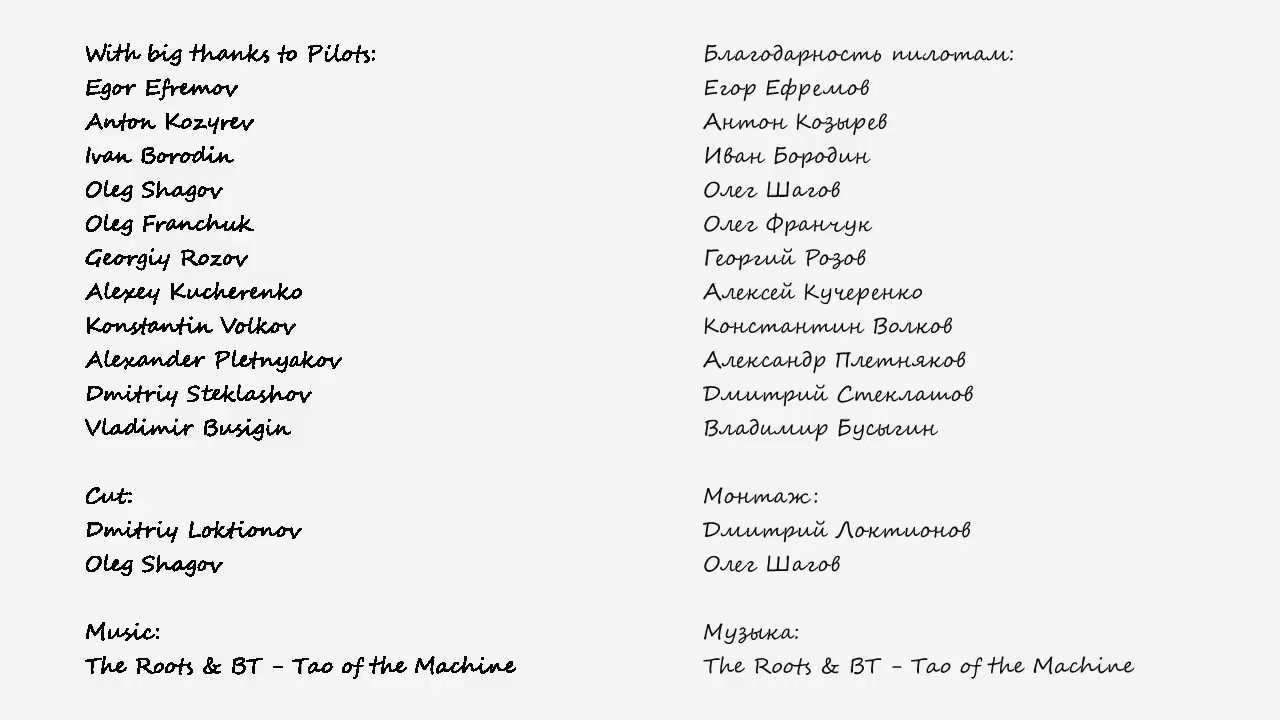 With big thanks to Pilots:
Egor Efremov
Anton Kozyrev
Ivan Borodin
Oleg Shagov
Oleg Franchuk
Georgiy Rozov
Alexey Kucherenko
Konstantin Volkov
Alexander Pletnyakov
Dmitriy Steklashov
Vladimir Busigin
Cut:
Dmitriy Loktionov
Oleg Shagov
Music:
The Roots & BT - Tao of the Machine
Благодарность пилотам:
Егор Ефремов
Антон Козырев
Иван Бородин
Олег Шагов
Олег Франчук
Георгий Розов
Алексей Кучеренко
Константин Волков
Александр Плетняков
Дмитрий Стеклашов
Владимир Бусыгин
Монтаж:
Дмитрий Локтионов
Олег Шагов
Музыка:
The Roots & BT - Tao of the Machine